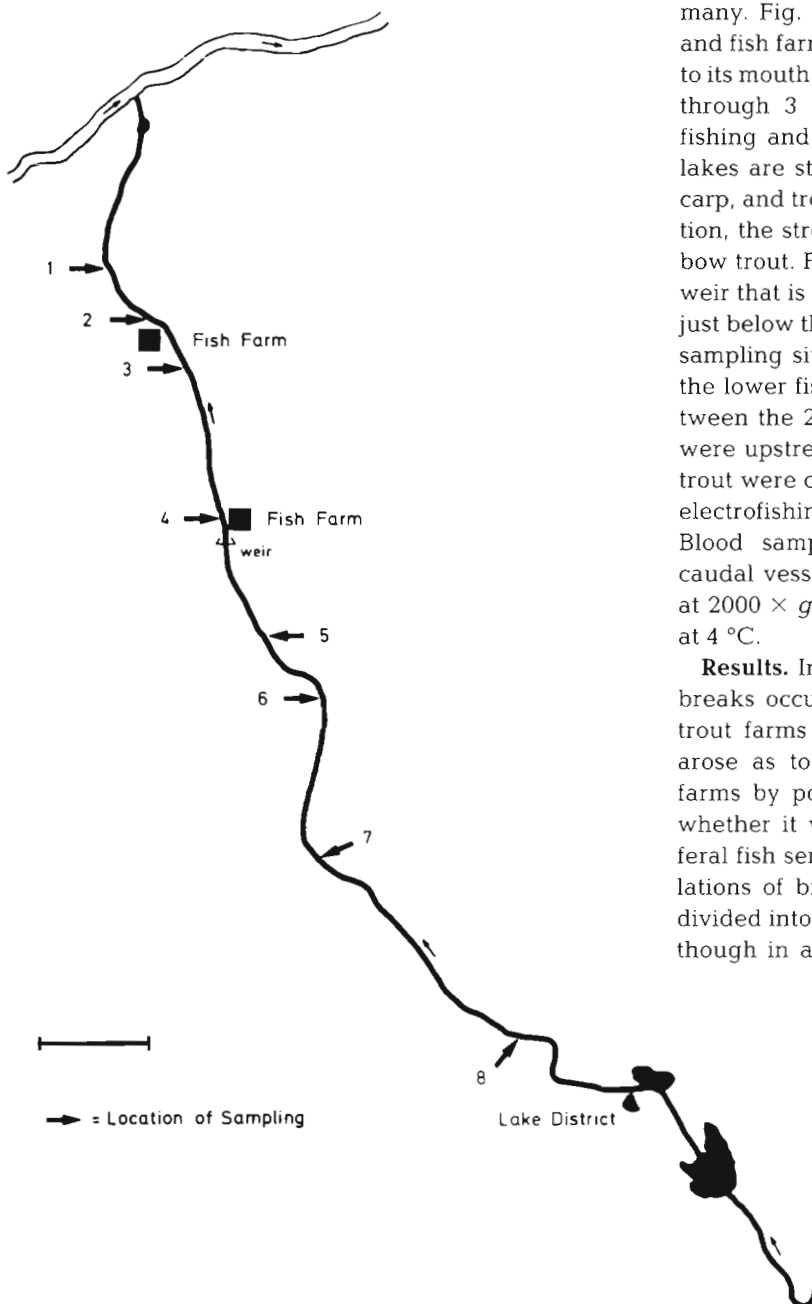 many. Fig.
and fish farr
to its mouth
through 3
fishing and
lakes are st
carp, and tro
tion, the stre
bow trout. F
weir that is
just below th
sampling si
the lower fis
tween the 2
were upstre
trout were c
electrofishin
Blood samp
caudal vess
at 2000 × g
at 4 °C.
Results. In
breaks occu
trout farms
arose as to
farms by po
whether it v
feral fish ser
lations of b
divided into
though in a
1
2
Fish Farm
3
4
Fish Farm
weir
5
6
7
8
Lake District
= Location of Sampling